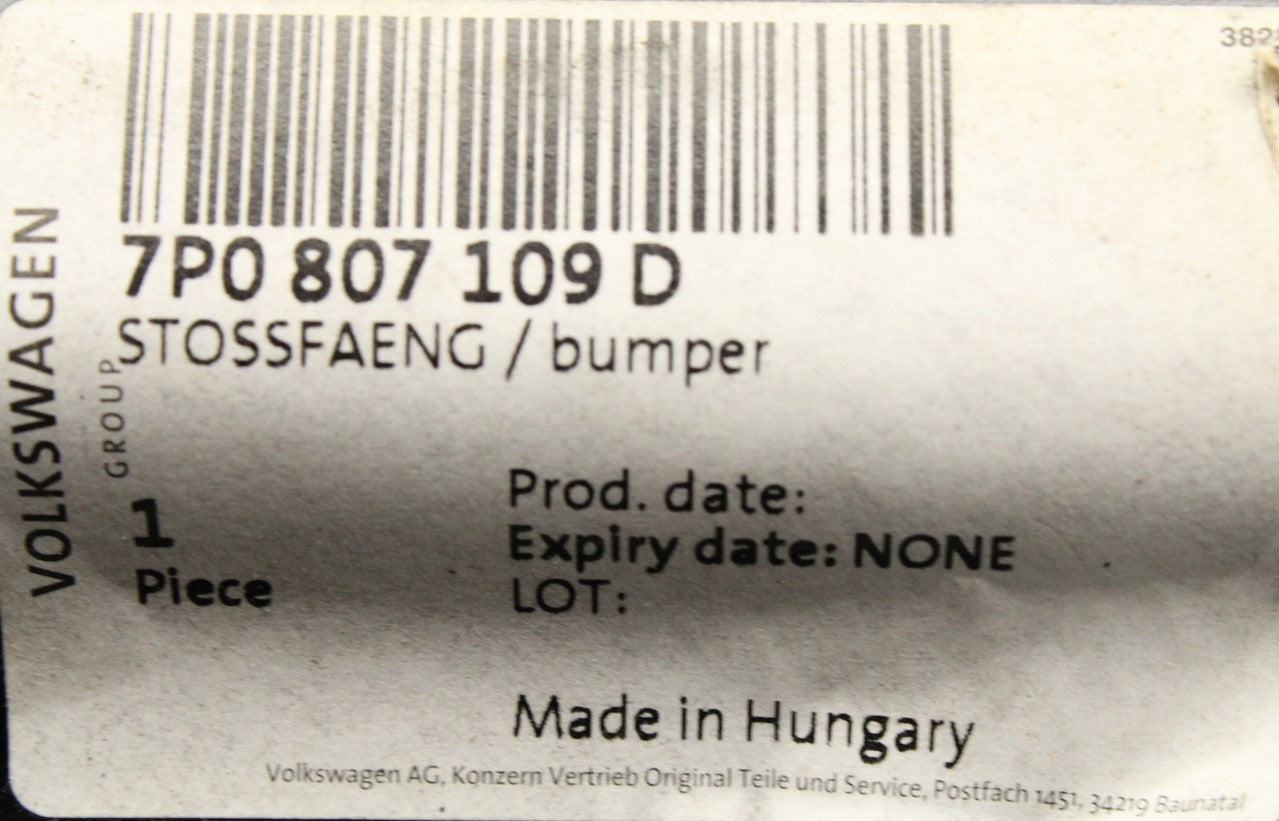 382
7P0 807 109 D
STOSSFAENG / bumper
VOLKSWAGEN
GROUP
1
Piece
Prod. date:
Expiry date: NONE
LOT:
Made in Hungary
Volkswagen AG, Konzern Vertrieb Original Teile und Service, Postfach 1451, 34219 Baunatal